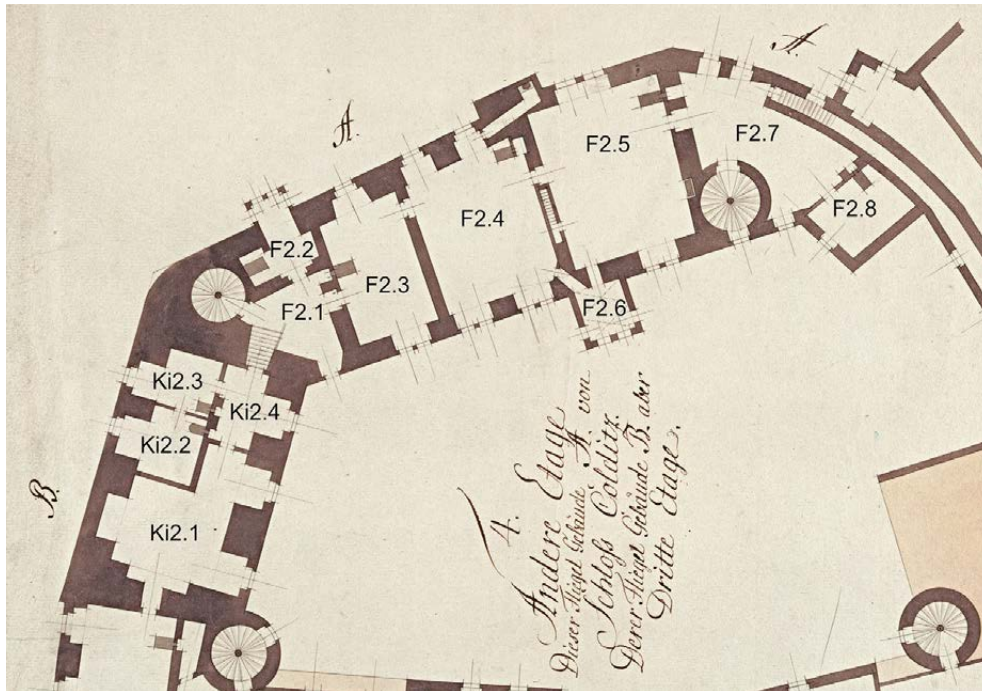 A.
A
F2.7
F2.5
F2.8
F2.4
F2.2
F2.3
F2.1
F2.6
Ki2.3
Ki2.4
Ki2.2
B.
Ki2.1
4.
Andere Etage
Dieser Flügel Gebäude A. von
Schloß Colditz.
Derer Flügel Gebäude B. aber
Dritte Etage.